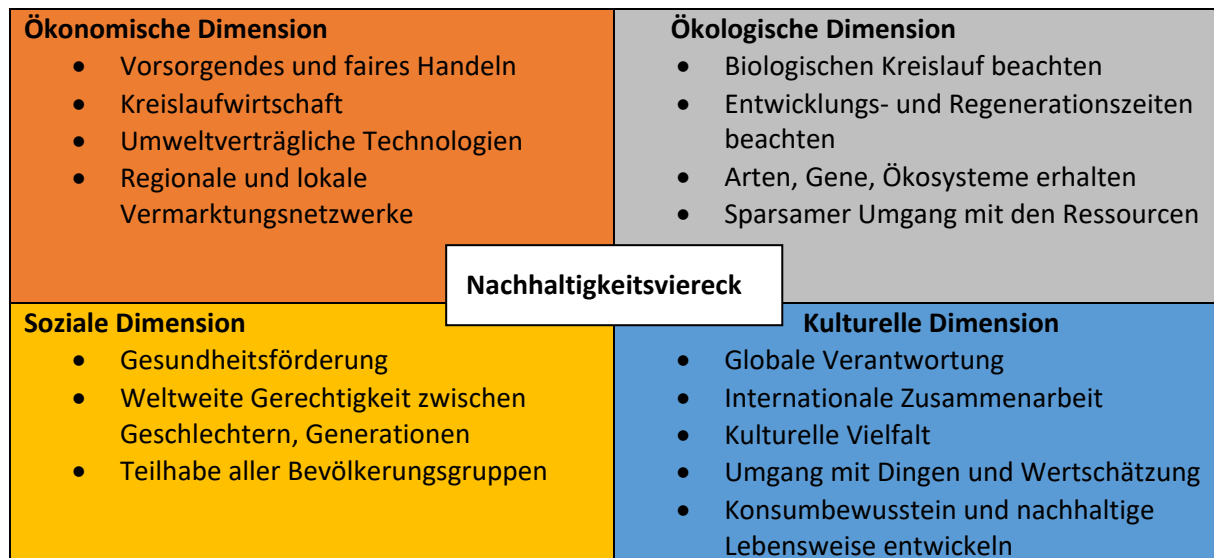 Ökonomische Dimension
• Vorsorgendes und faires Handeln
• Kreislaufwirtschaft
• Umweltverträgliche Technologien
• Regionale und lokale
Vermarktungsnetzwerke
Ökologische Dimension
• Biologischen Kreislauf beachten
• Entwicklungs- und Regenerationszeiten
beachten
• Arten, Gene, Ökosysteme erhalten
• Sparsamer Umgang mit den Ressourcen
Nachhaltigkeitsviereck
Soziale Dimension
• Gesundheitsförderung
• Weltweite Gerechtigkeit zwischen
Geschlechtern, Generationen
• Teilhabe aller Bevölkerungsgruppen
Kulturelle Dimension
• Globale Verantwortung
• Internationale Zusammenarbeit
• Kulturelle Vielfalt
• Umgang mit Dingen und Wertschätzung
• Konsumbewusstein und nachhaltige
Lebensweise entwickeln